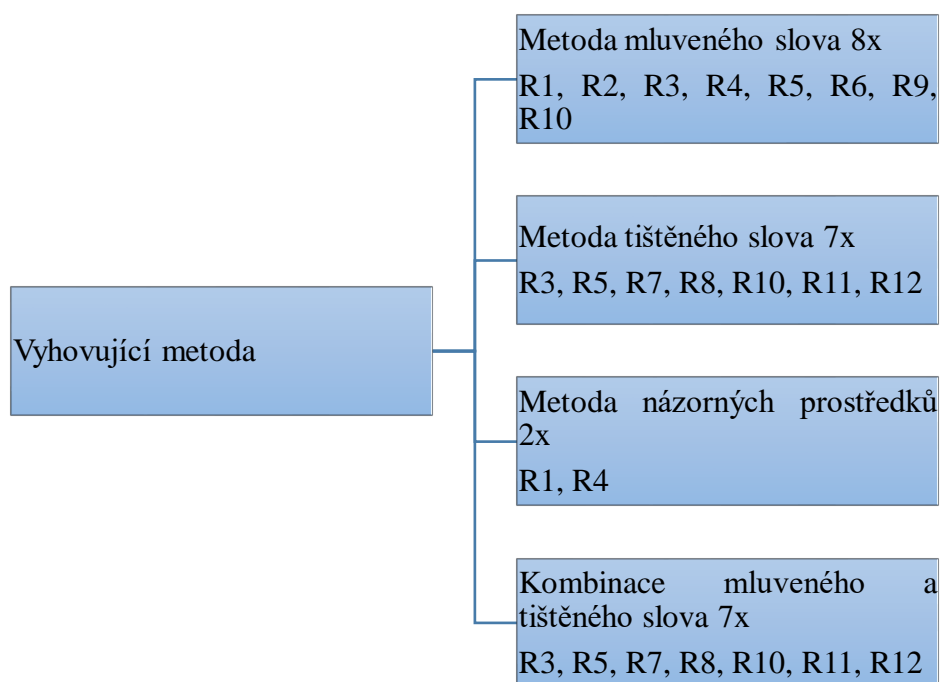 Metoda mluveného slova 8x
R1, R2, R3, R4, R5, R6, R9,
R10
Metoda tištěného slova 7x
R3, R5, R7, R8, R10, R11, R12
Vyhovující metoda
Metoda názorných prostředků
2x
R1, R4
Kombinace mluveného a
tištěného slova 7x
R3, R5, R7, R8, R10, R11, R12